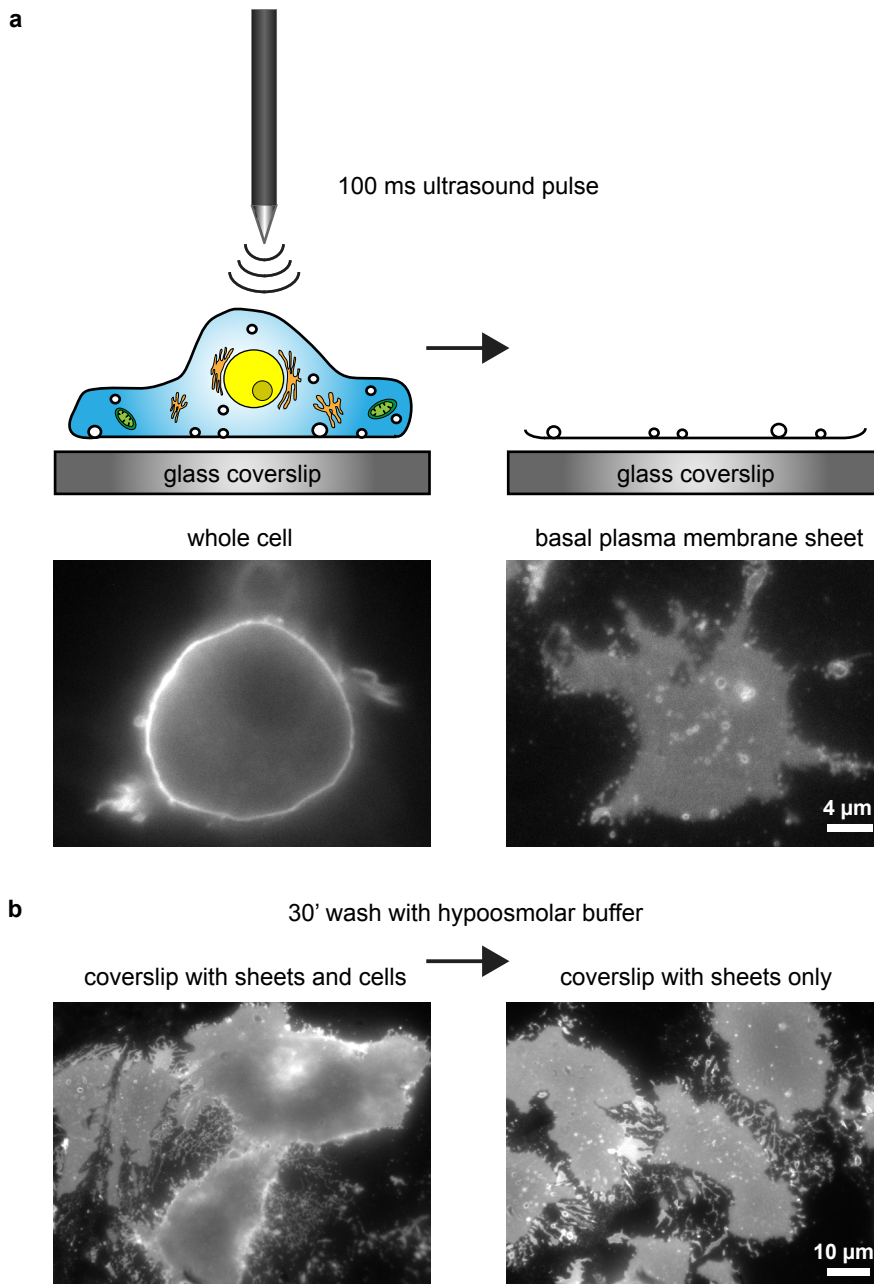 a
100 ms ultrasound pulse
glass coverslip
glass coverslip
whole cell
basal plasma membrane sheet
4 µm
b
30' wash with hypoosmolar buffer
coverslip with sheets and cells
coverslip with sheets only
10 µm